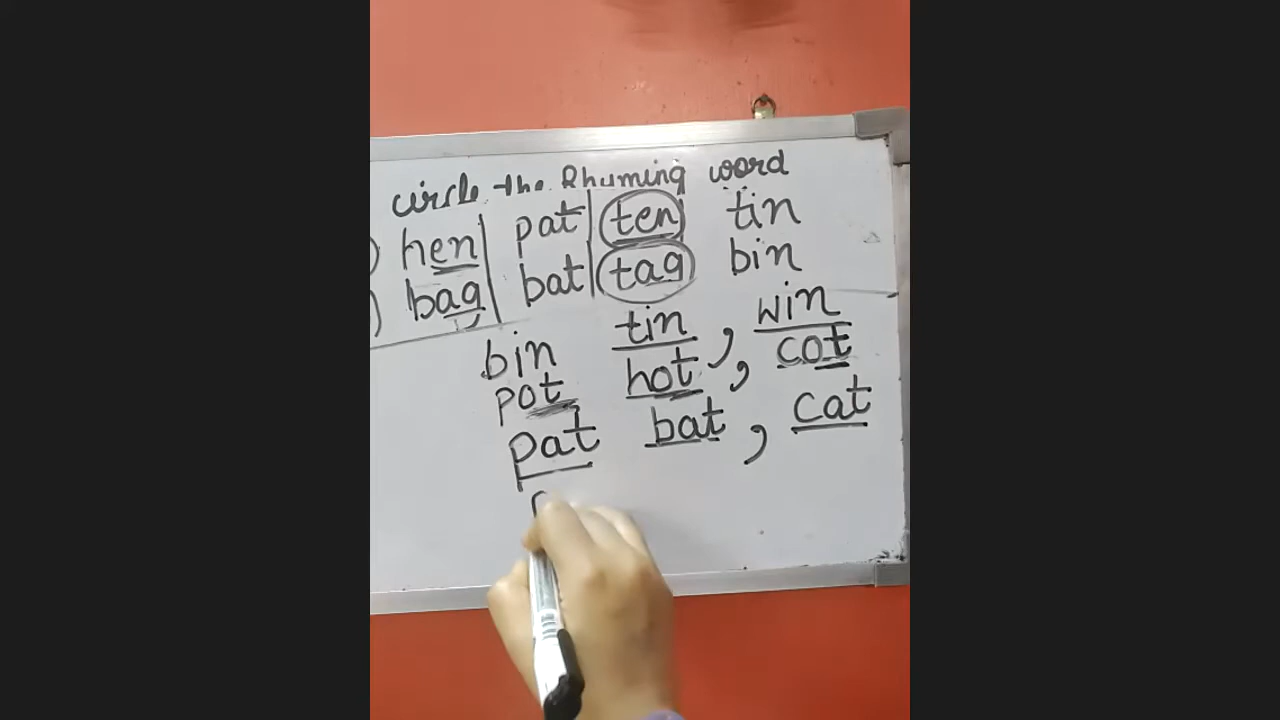 circle the Rhyming word
) hen pat ten tin
) bag bat tag bin
bin tin , win
pot hot , cot
pat bat , cat